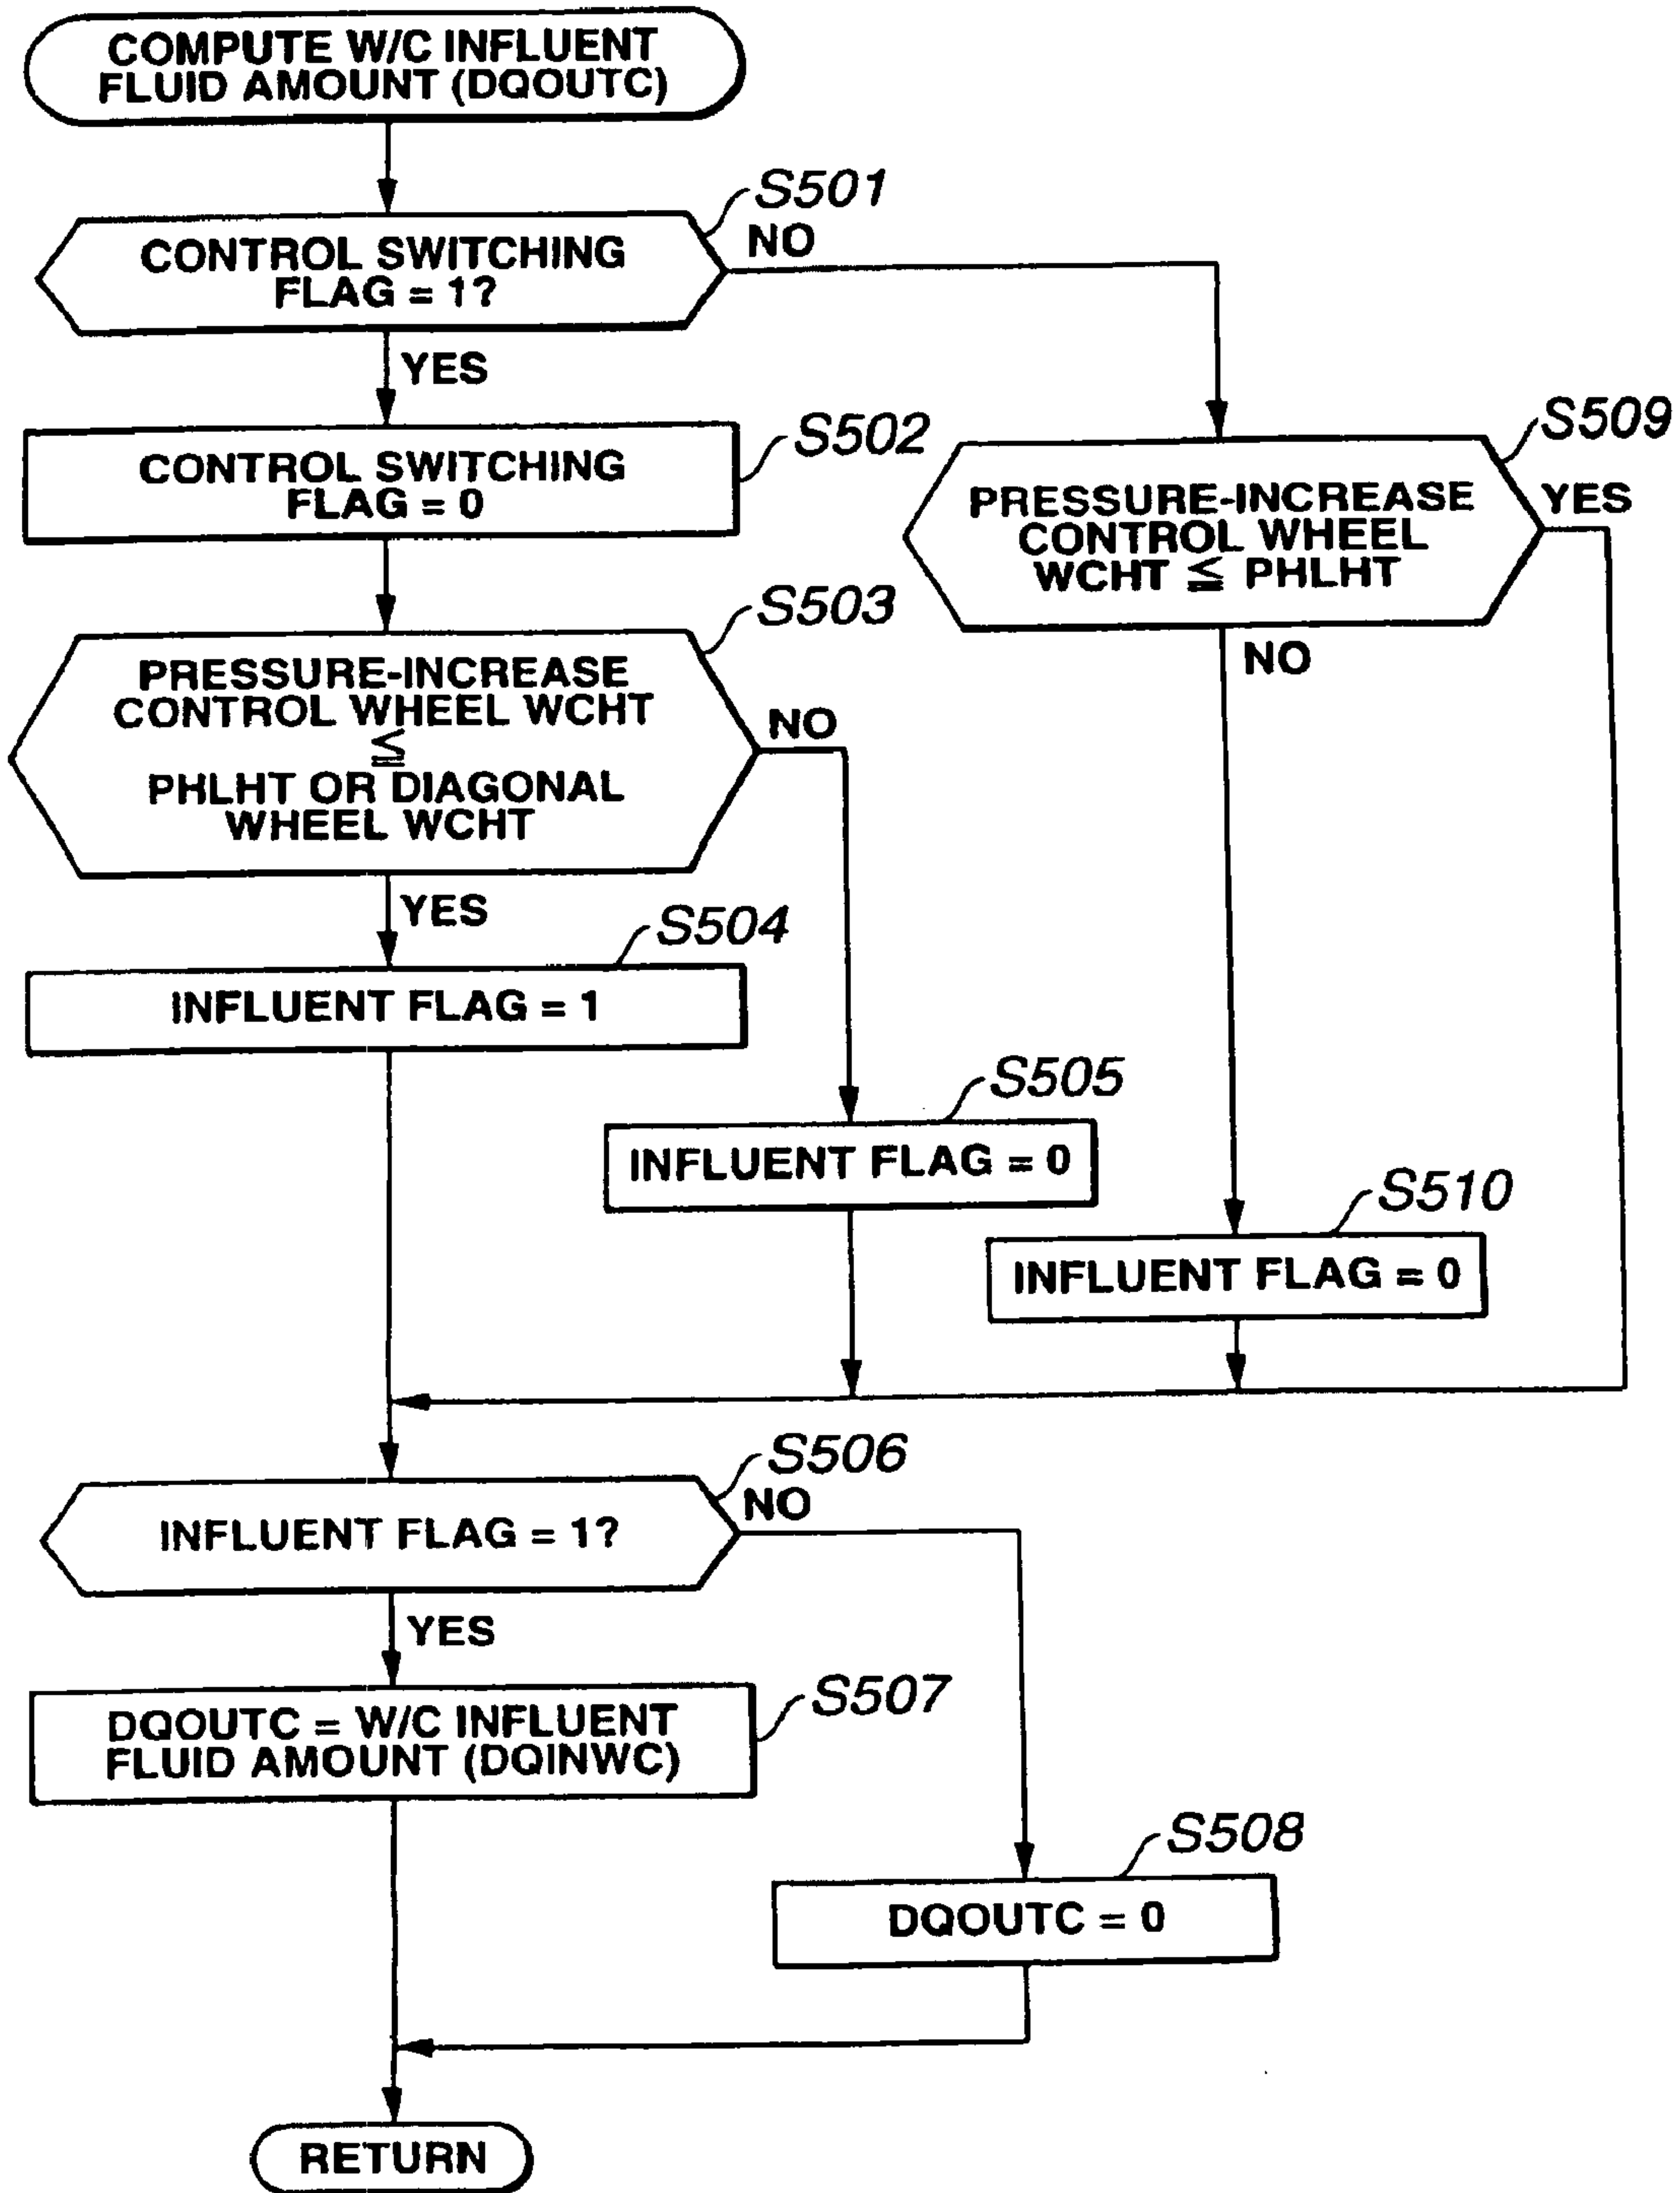 COMPUTE W/C INFLUENT
FLUID AMOUNT (DQOUTC)
S501
CONTROL SWITCHING
FLAG = 1?
NO
YES
S502
CONTROL SWITCHING
FLAG = 0
S509
PRESSURE-INCREASE
CONTROL WHEEL
WCHT ≦ PHLHT
YES
NO
S503
PRESSURE-INCREASE
CONTROL WHEEL WCHT
≦
PHLHT OR DIAGONAL
WHEEL WCHT
NO
YES
S504
INFLUENT FLAG = 1
S505
INFLUENT FLAG = 0
S510
INFLUENT FLAG = 0
S506
INFLUENT FLAG = 1?
NO
YES
S507
DQOUTC = W/C INFLUENT
FLUID AMOUNT (DQINWC)
S508
DQOUTC = 0
RETURN